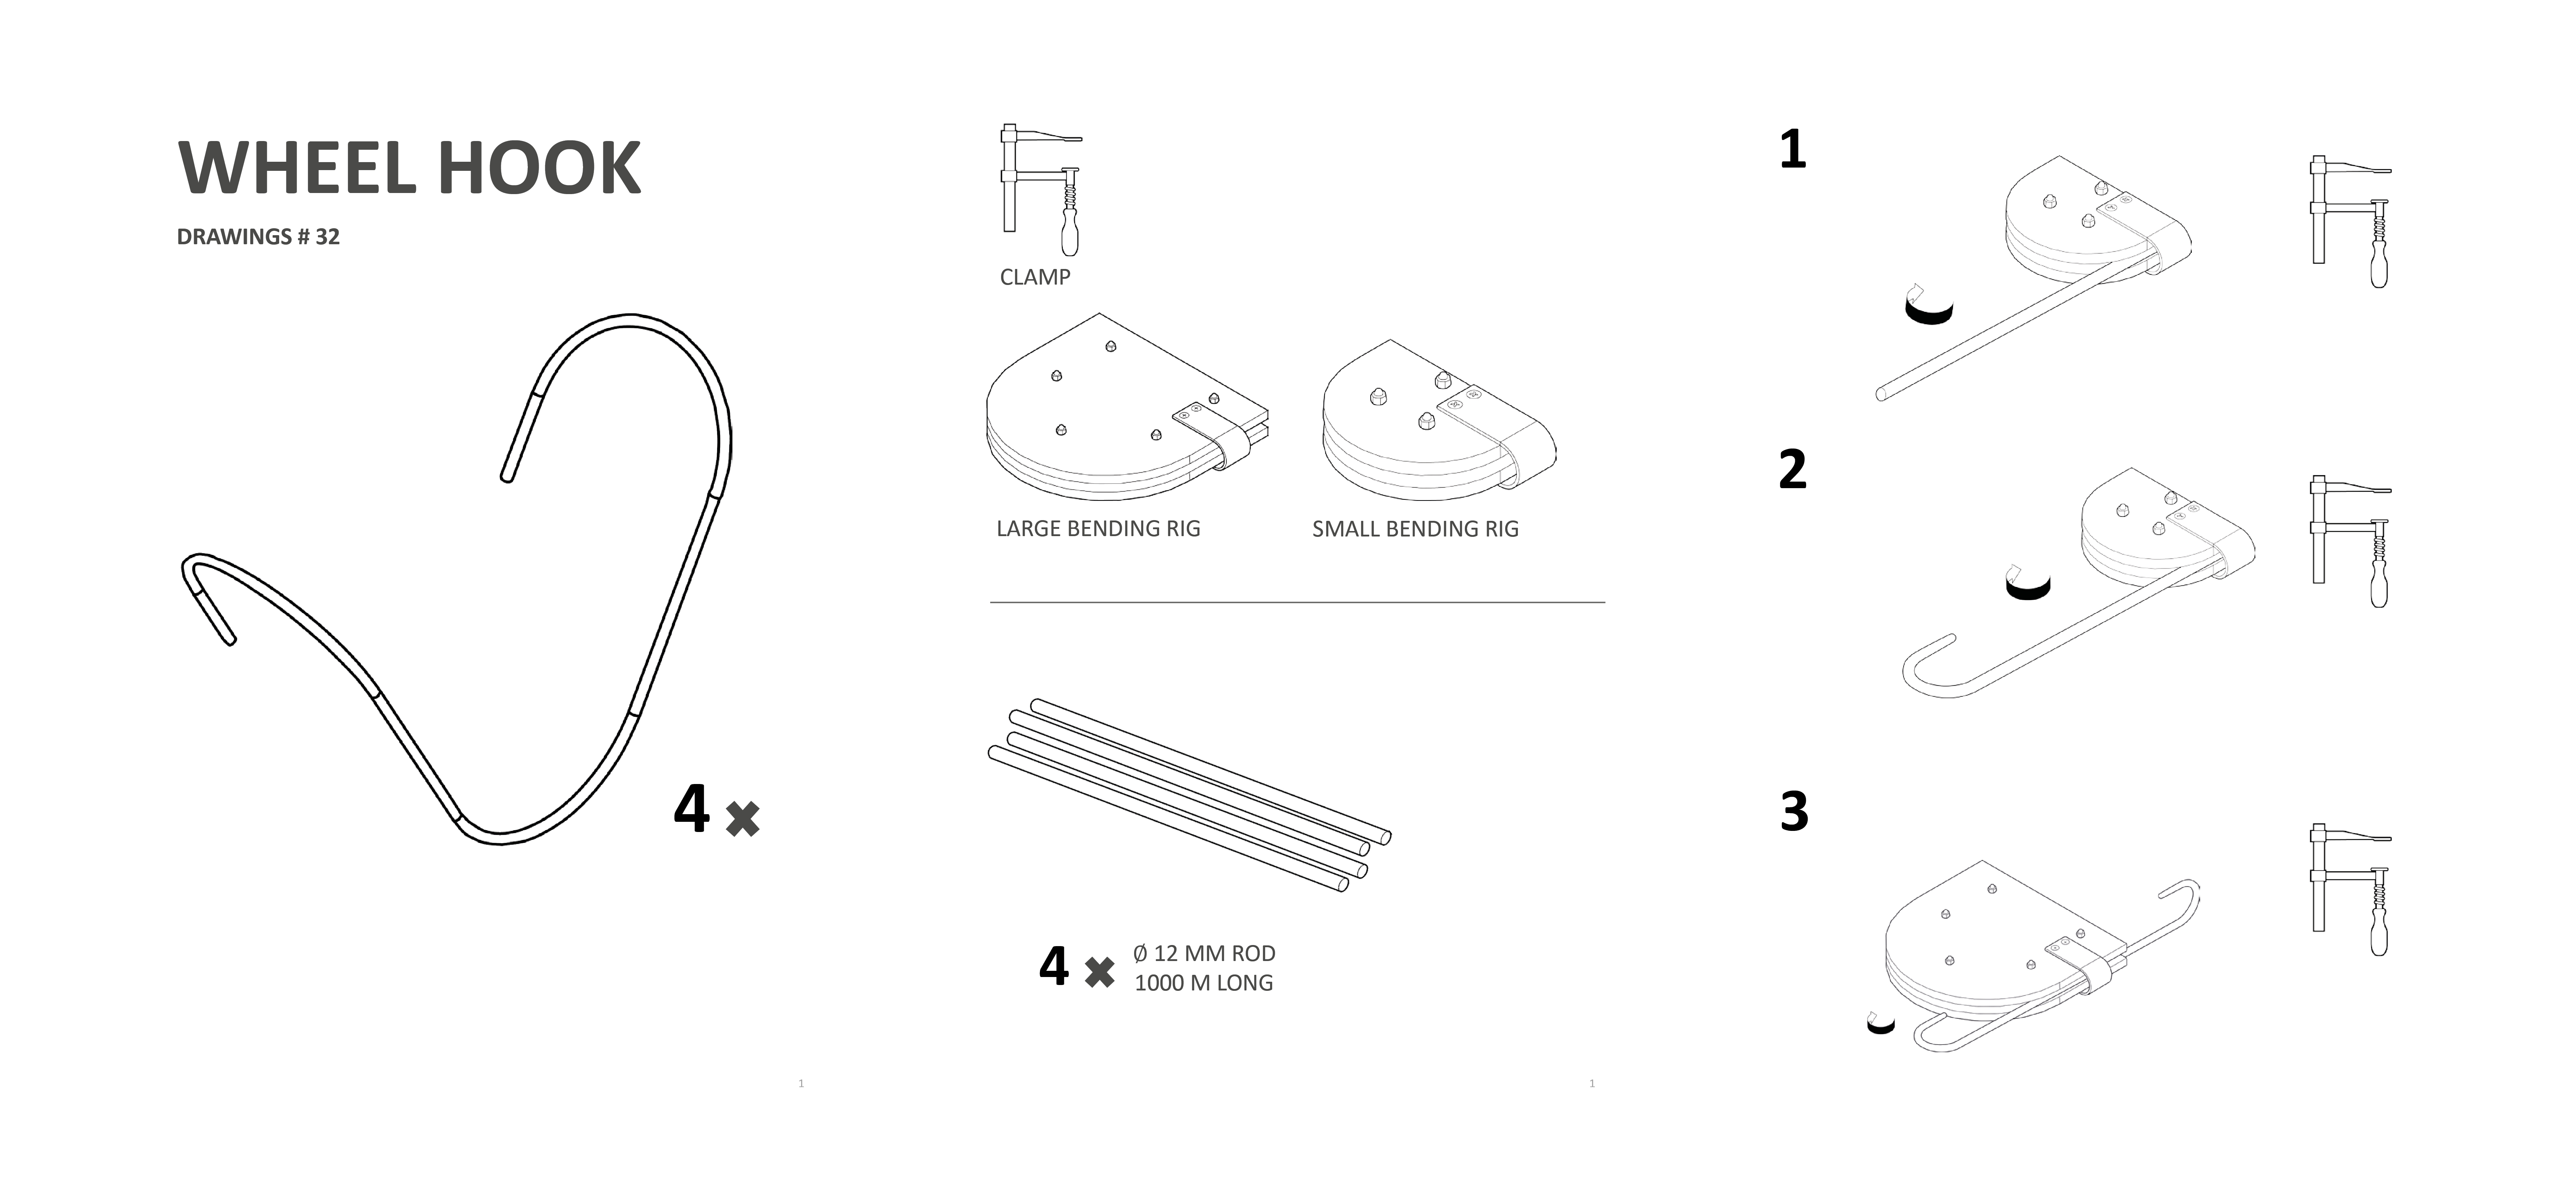 WHEEL HOOK
DRAWINGS # 32
4 ✖
1
CLAMP
LARGE BENDING RIG
SMALL BENDING RIG
4 ✖
Ø 12 MM ROD
1000 M LONG
1
1
2
3